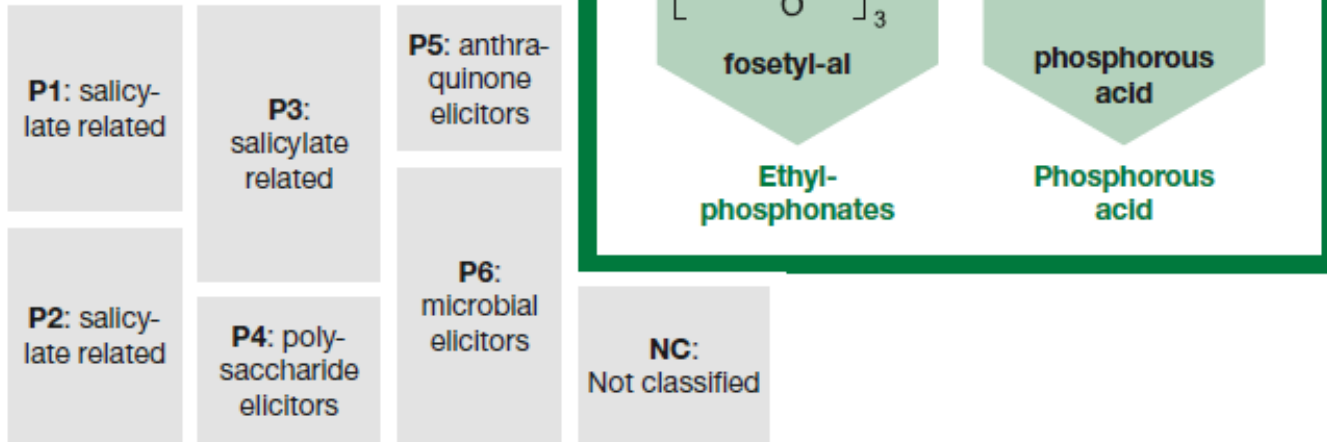 P1: salicy-
late related
P2: salicy-
late related
P3:
salicylate
related
P4: poly-
saccharide
elicitors
P5: anthra-
quinone
elicitors
P6:
microbial
elicitors
O
3
fosetyl-al
Ethyl-
phosphonates
phosphorous
acid
Phosphorous
acid
NC:
Not classified